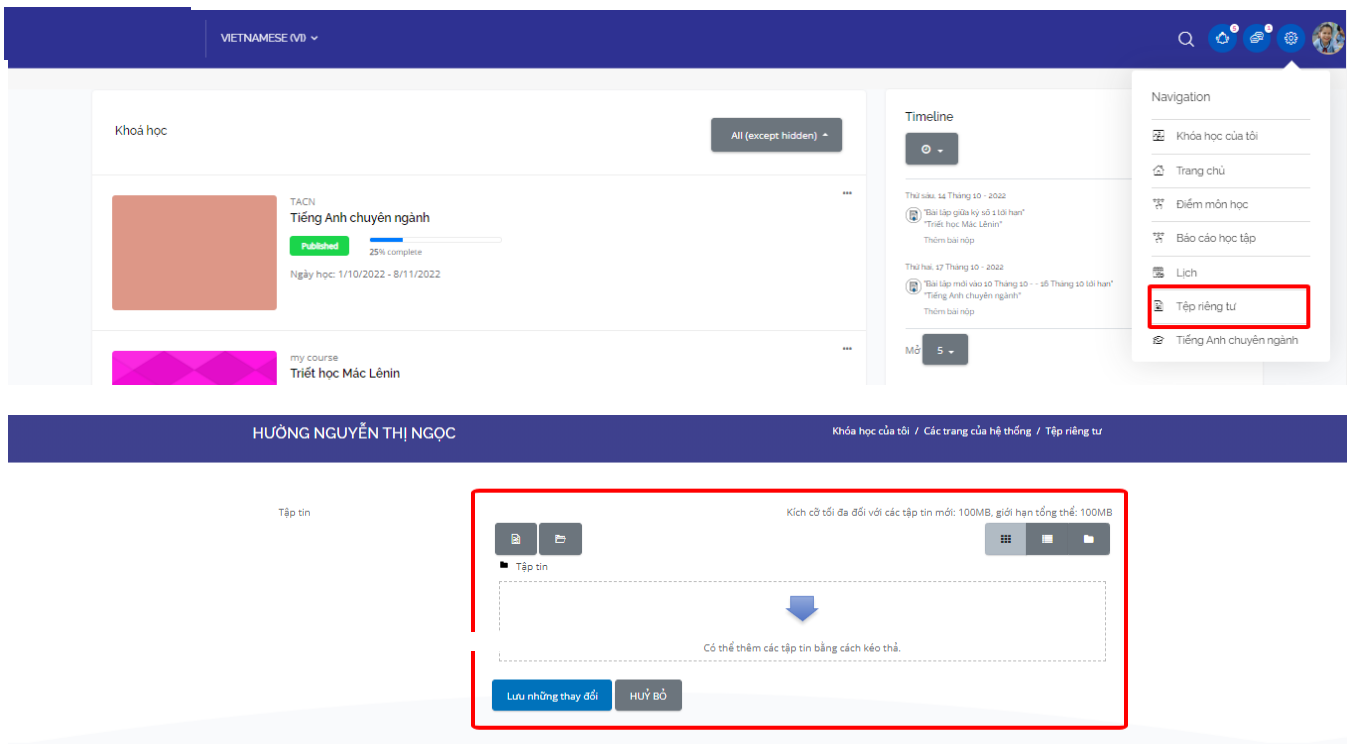 VIETNAMESE (VI)
5
1
Khoá học
All (except hidden)
TACN
Tiếng Anh chuyên ngành
Published
25% complete
Ngày học: 1/10/2022 - 8/11/2022
my course
Triết học Mác Lênin
Timeline
Thứ sáu, 14 Tháng 10 - 2022
"Bài tập giữa kỳ số 1 tới hạn"
"Triết học Mác Lênin"
Thêm bài nộp
Thứ hai, 17 Tháng 10 - 2022
"Bài tập mới vào 10 Tháng 10 - - 16 Tháng 10 tới hạn"
"Tiếng Anh chuyên ngành"
Thêm bài nộp
Mở 5
Navigation
Khóa học của tôi
Trang chủ
Điểm môn học
Báo cáo học tập
Lịch
Tệp riêng tư
Tiếng Anh chuyên ngành
HƯỜNG NGUYỄN THỊ NGỌC
Khóa học của tôi / Các trang của hệ thống / Tệp riêng tư
Tập tin
Kích cỡ tối đa đối với các tập tin mới: 100MB, giới hạn tổng thể: 100MB
Tập tin
Có thể thêm các tập tin bằng cách kéo thả.
Lưu những thay đổi
HUỶ BỎ